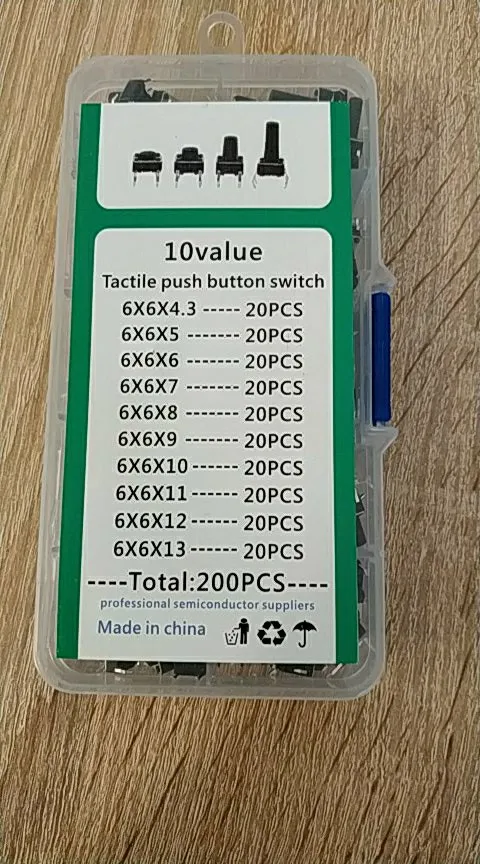 10value
Tactile push button switch
6X6X4.3 ----- 20PCS
6X6X5 ------- 20PCS
6X6X6 ------- 20PCS
6X6X7 ------- 20PCS
6X6X8 ------- 20PCS
6X6X9 ------- 20PCS
6X6X10 ------ 20PCS
6X6X11 ------ 20PCS
6X6X12 ------ 20PCS
6X6X13 ------ 20PCS
----Total:200PCS----
professional semiconductor suppliers
Made in china